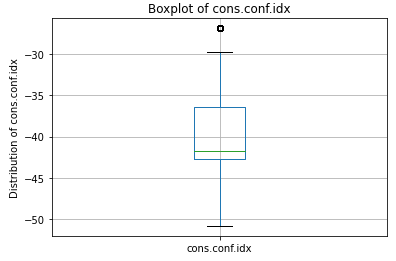 Boxplot of cons.conf.idx
Distribution of cons.conf.idx
−30
−35
−40
−45
−50
cons.conf.idx